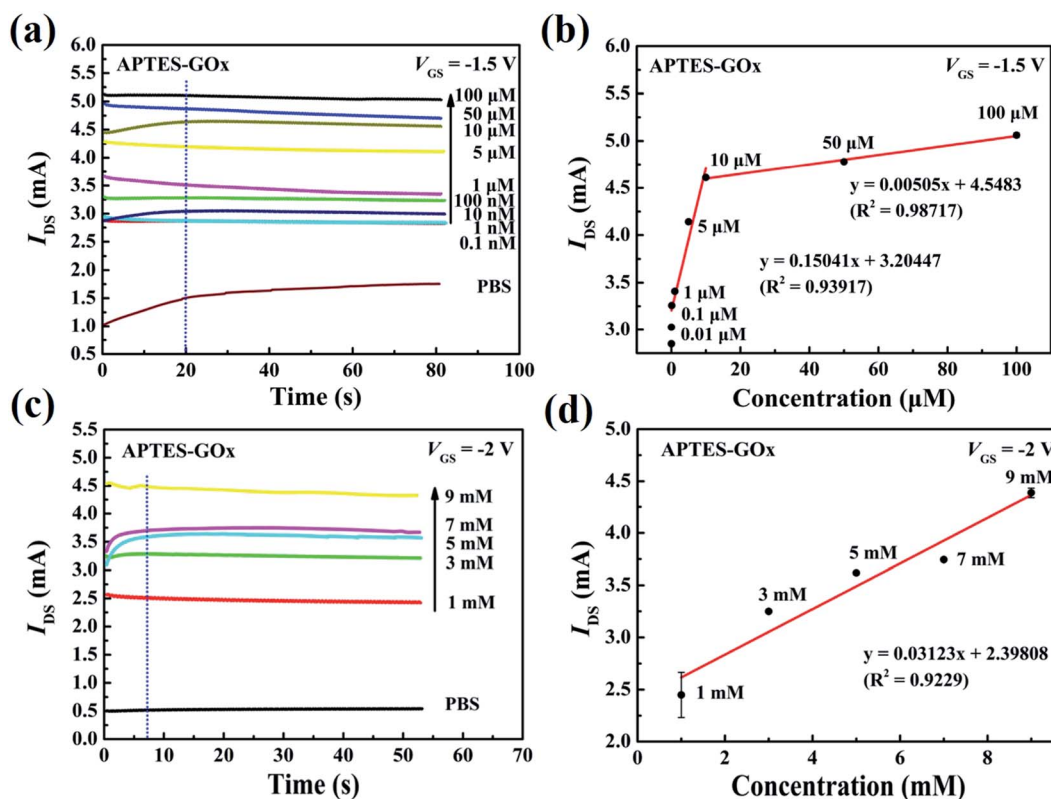 (a)
APTES-GOx
V_GS = -1.5 V
100 μM
50 μM
10 μM
5 μM
1 μM
100 nM
10 nM
1 nM
0.1 nM
PBS
I_DS (mA)
6.0
5.5
5.0
4.5
4.0
3.5
3.0
2.5
2.0
1.5
1.0
0.5
0 20 40 60 80 100
Time (s)
(b)
APTES-GOx
V_GS = -1.5 V
100 μM
50 μM
10 μM
5 μM
1 μM
0.1 μM
0.01 μM
y = 0.00505x + 4.5483
(R² = 0.98717)
y = 0.15041x + 3.20447
(R² = 0.93917)
I_DS (mA)
6.0
5.5
5.0
4.5
4.0
3.5
3.0
0 20 40 60 80 100
Concentration (μM)
(c)
APTES-GOx
V_GS = -2 V
9 mM
7 mM
5 mM
3 mM
1 mM
PBS
I_DS (mA)
5.5
5.0
4.5
4.0
3.5
3.0
2.5
2.0
1.5
1.0
0.5
0.0
0 10 20 30 40 50 60 70
Time (s)
(d)
APTES-GOx
V_GS = -2 V
9 mM
7 mM
5 mM
3 mM
1 mM
y = 0.03123x + 2.39808
(R² = 0.9229)
I_DS (mA)
5.0
4.5
4.0
3.5
3.0
2.5
2.0
0 2 4 6 8
Concentration (mM)